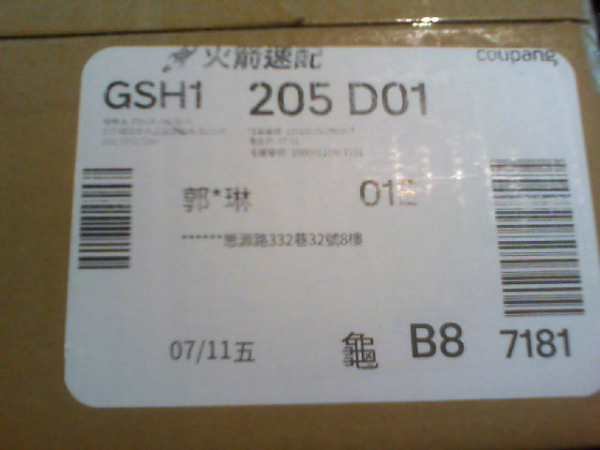 火箭速配 coupang
GSH1 205 D01
郭*琳 01E
******思源路332巷32號8樓
07/11五 龜 B8 7181